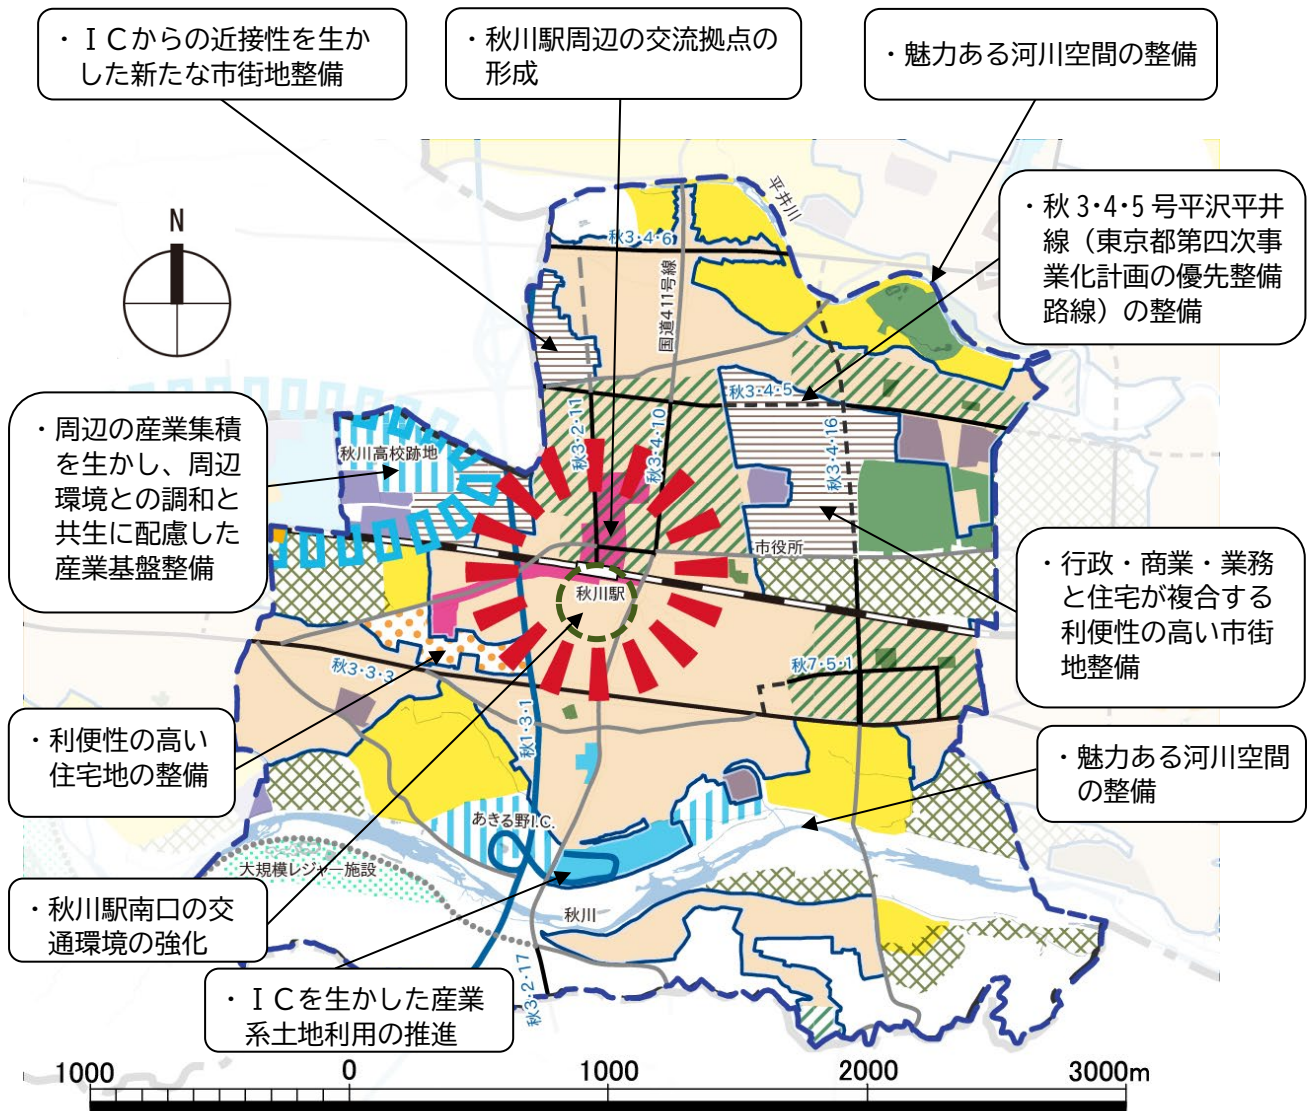 ・ＩＣからの近接性を生か
した新たな市街地整備
・秋川駅周辺の交流拠点の
形成
・魅力ある河川空間の整備
・秋3・4・5号平沢平井
線（東京都第四次事
業化計画の優先整備
路線）の整備
N
平井川
秋3・4・6
国道411号線
秋3・4・5
秋3・2・11
秋3・4・10
秋3・4・16
・周辺の産業集積
を生かし、周辺
環境との調和と
共生に配慮した
産業基盤整備
秋川高校跡地
市役所
秋川駅
・行政・商業・業務
と住宅が複合する
利便性の高い市街
地整備
秋3・3・3
秋7・5・1
秋1・3・1
・利便性の高い
住宅地の整備
・魅力ある河川空間
の整備
あきる野I.C.
大規模レジャー施設
秋川
・秋川駅南口の交
通環境の強化
・ＩＣを生かした産業
系土地利用の推進
秋3・2・17
1000 0 1000 2000 3000m